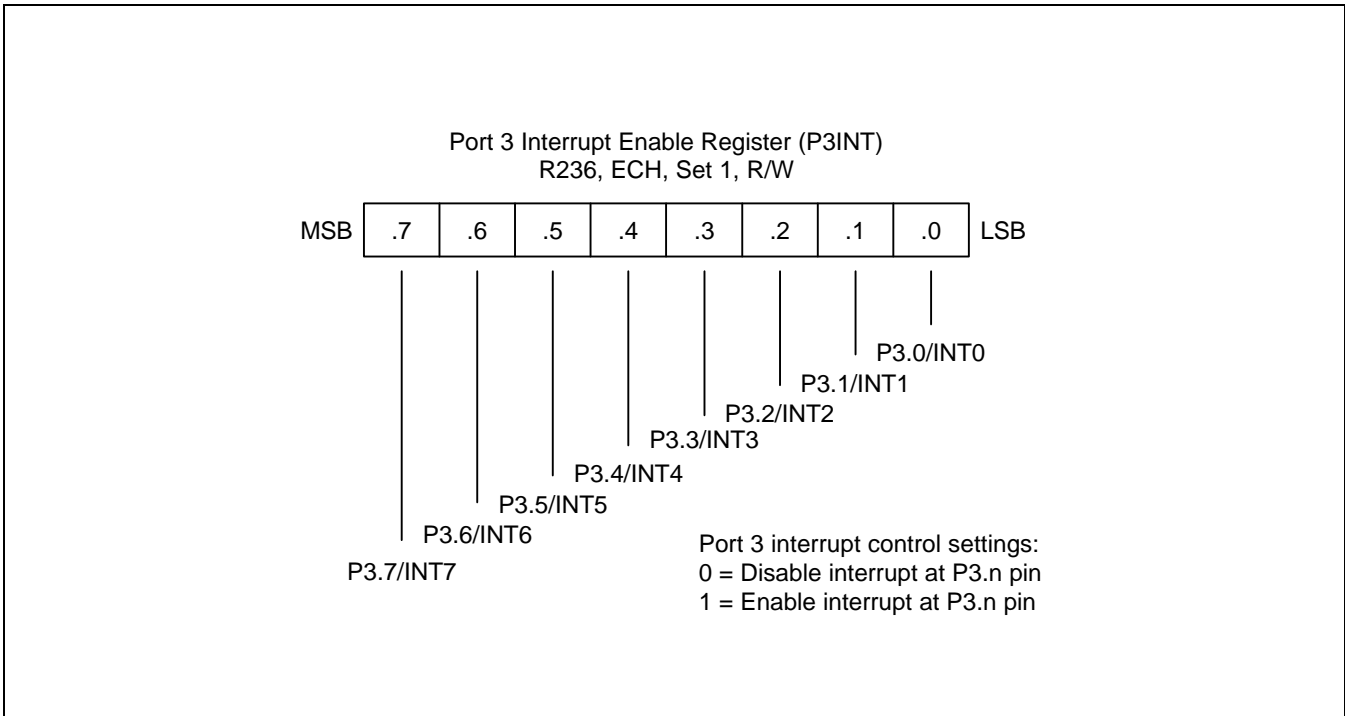 Port 3 Interrupt Enable Register (P3INT)
R236, ECH, Set 1, R/W
MSB .7 .6 .5 .4 .3 .2 .1 .0 LSB
P3.0/INT0
P3.1/INT1
P3.2/INT2
P3.3/INT3
P3.4/INT4
P3.5/INT5
P3.6/INT6
P3.7/INT7
Port 3 interrupt control settings:
0 = Disable interrupt at P3.n pin
1 = Enable interrupt at P3.n pin